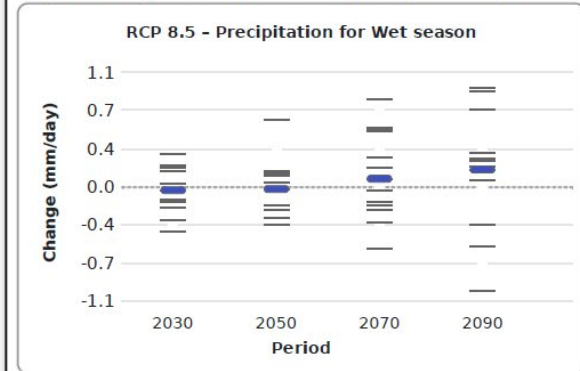 RCP 8.5 – Precipitation for Wet season
Change (mm/day)
1.1
0.7
0.4
0.0
-0.4
-0.7
-1.1
2030 2050 2070 2090
Period